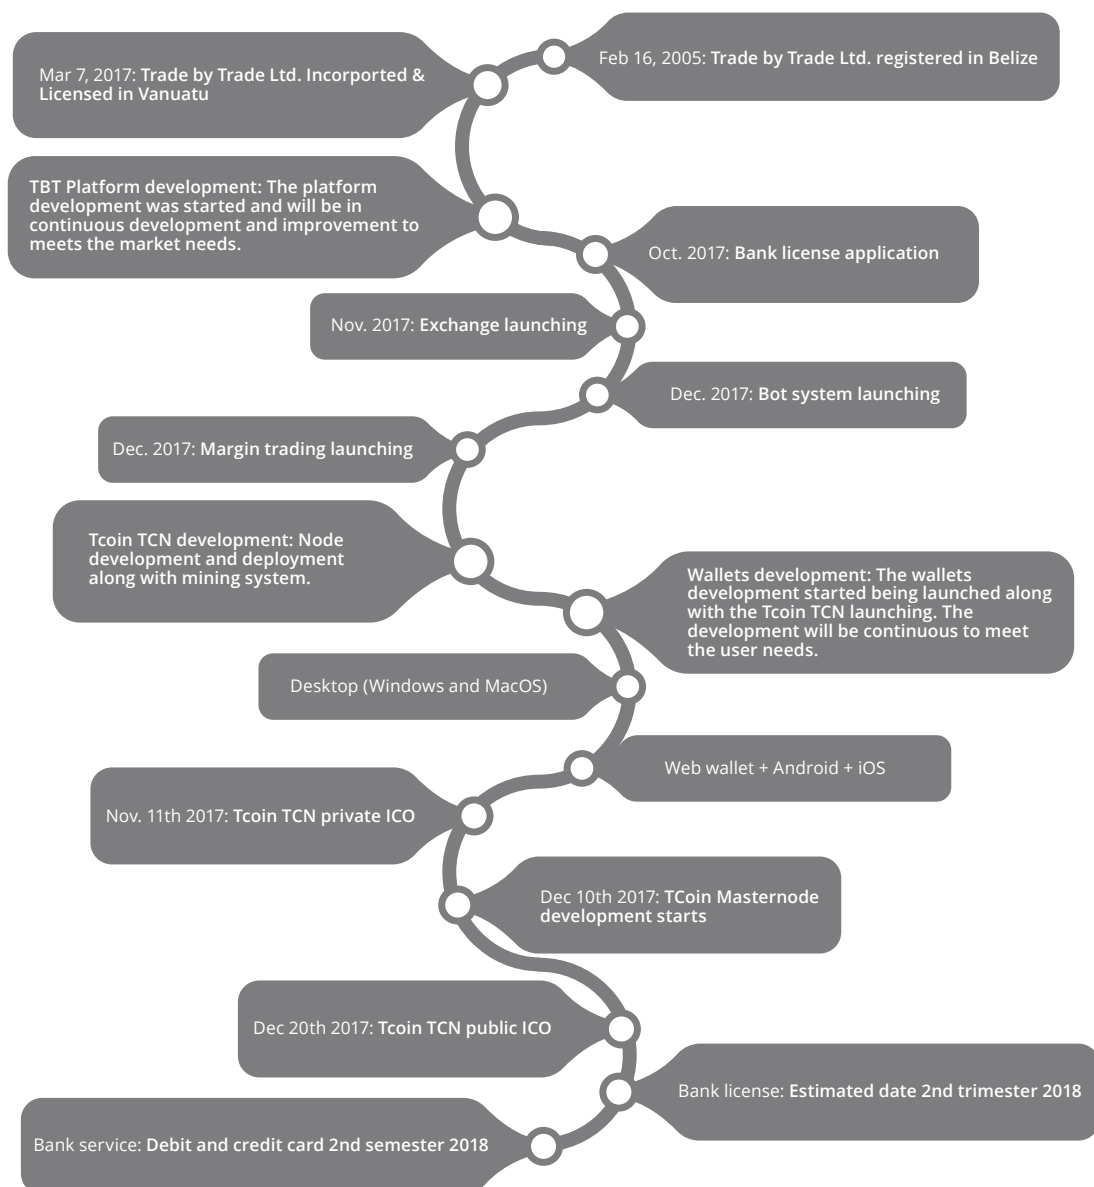 Feb 16, 2005: Trade by Trade Ltd. registered in Belize
Mar 7, 2017: Trade by Trade Ltd. Incorported &
Licensed in Vanuatu
TBT Platform development: The platform
development was started and will be in
continuous development and improvement to
meets the market needs.
Oct. 2017: Bank license application
Nov. 2017: Exchange launching
Dec. 2017: Bot system launching
Dec. 2017: Margin trading launching
Tcoin TCN development: Node
development and deployment
along with mining system.
Wallets development: The wallets
development started being launched along
with the Tcoin TCN launching. The
development will be continuous to meet
the user needs.
Desktop (Windows and MacOS)
Web wallet + Android + iOS
Nov. 11th 2017: Tcoin TCN private ICO
Dec 10th 2017: TCoin Masternode
development starts
Dec 20th 2017: Tcoin TCN public ICO
Bank license: Estimated date 2nd trimester 2018
Bank service: Debit and credit card 2nd semester 2018